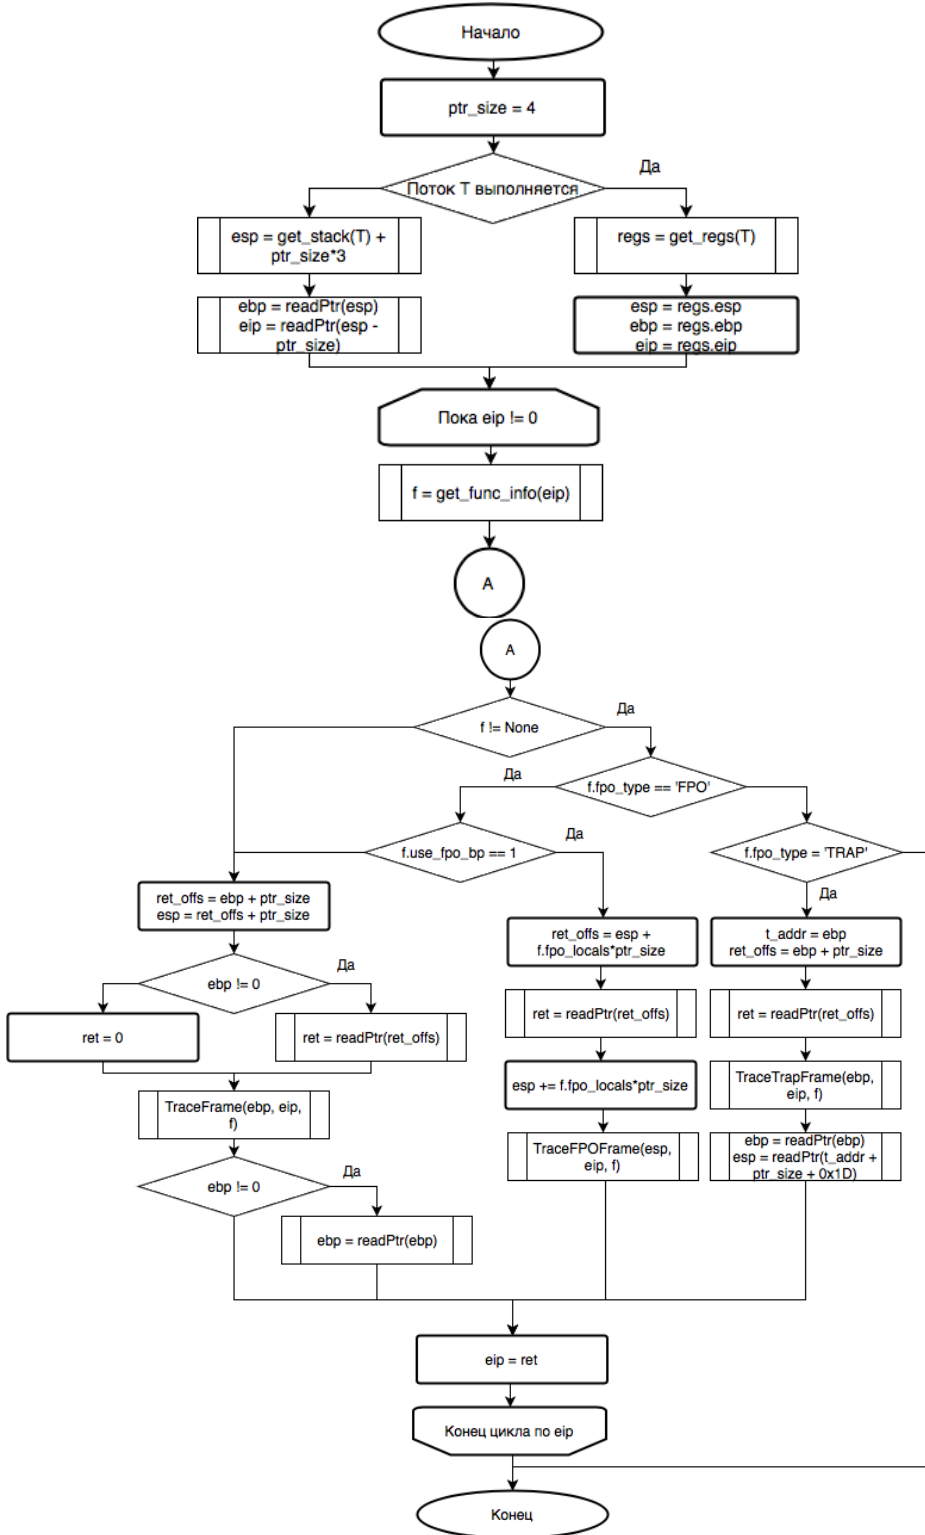 Начало
ptr_size = 4
Поток T выполняется
Да
esp = get_stack(T) +
ptr_size*3
regs = get_regs(T)
ebp = readPtr(esp)
eip = readPtr(esp -
ptr_size)
esp = regs.esp
ebp = regs.ebp
eip = regs.eip
Пока eip != 0
f = get_func_info(eip)
A
A
f != None
Да
f.fpo_type == 'FPO'
Да
f.use_fpo_bp == 1
Да
f.fpo_type = 'TRAP'
Да
ret_offs = ebp + ptr_size
esp = ret_offs + ptr_size
ret_offs = esp +
f.fpo_locals*ptr_size
t_addr = ebp
ret_offs = ebp + ptr_size
ebp != 0
Да
ret = 0
ret = readPtr(ret_offs)
ret = readPtr(ret_offs)
ret = readPtr(ret_offs)
TraceFrame(ebp, eip,
f)
esp += f.fpo_locals*ptr_size
TraceTrapFrame(ebp,
eip, f)
ebp != 0
Да
TraceFPOFrame(esp,
eip, f)
ebp = readPtr(ebp)
esp = readPtr(t_addr +
ptr_size + 0x1D)
ebp = readPtr(ebp)
eip = ret
Конец цикла по eip
Конец